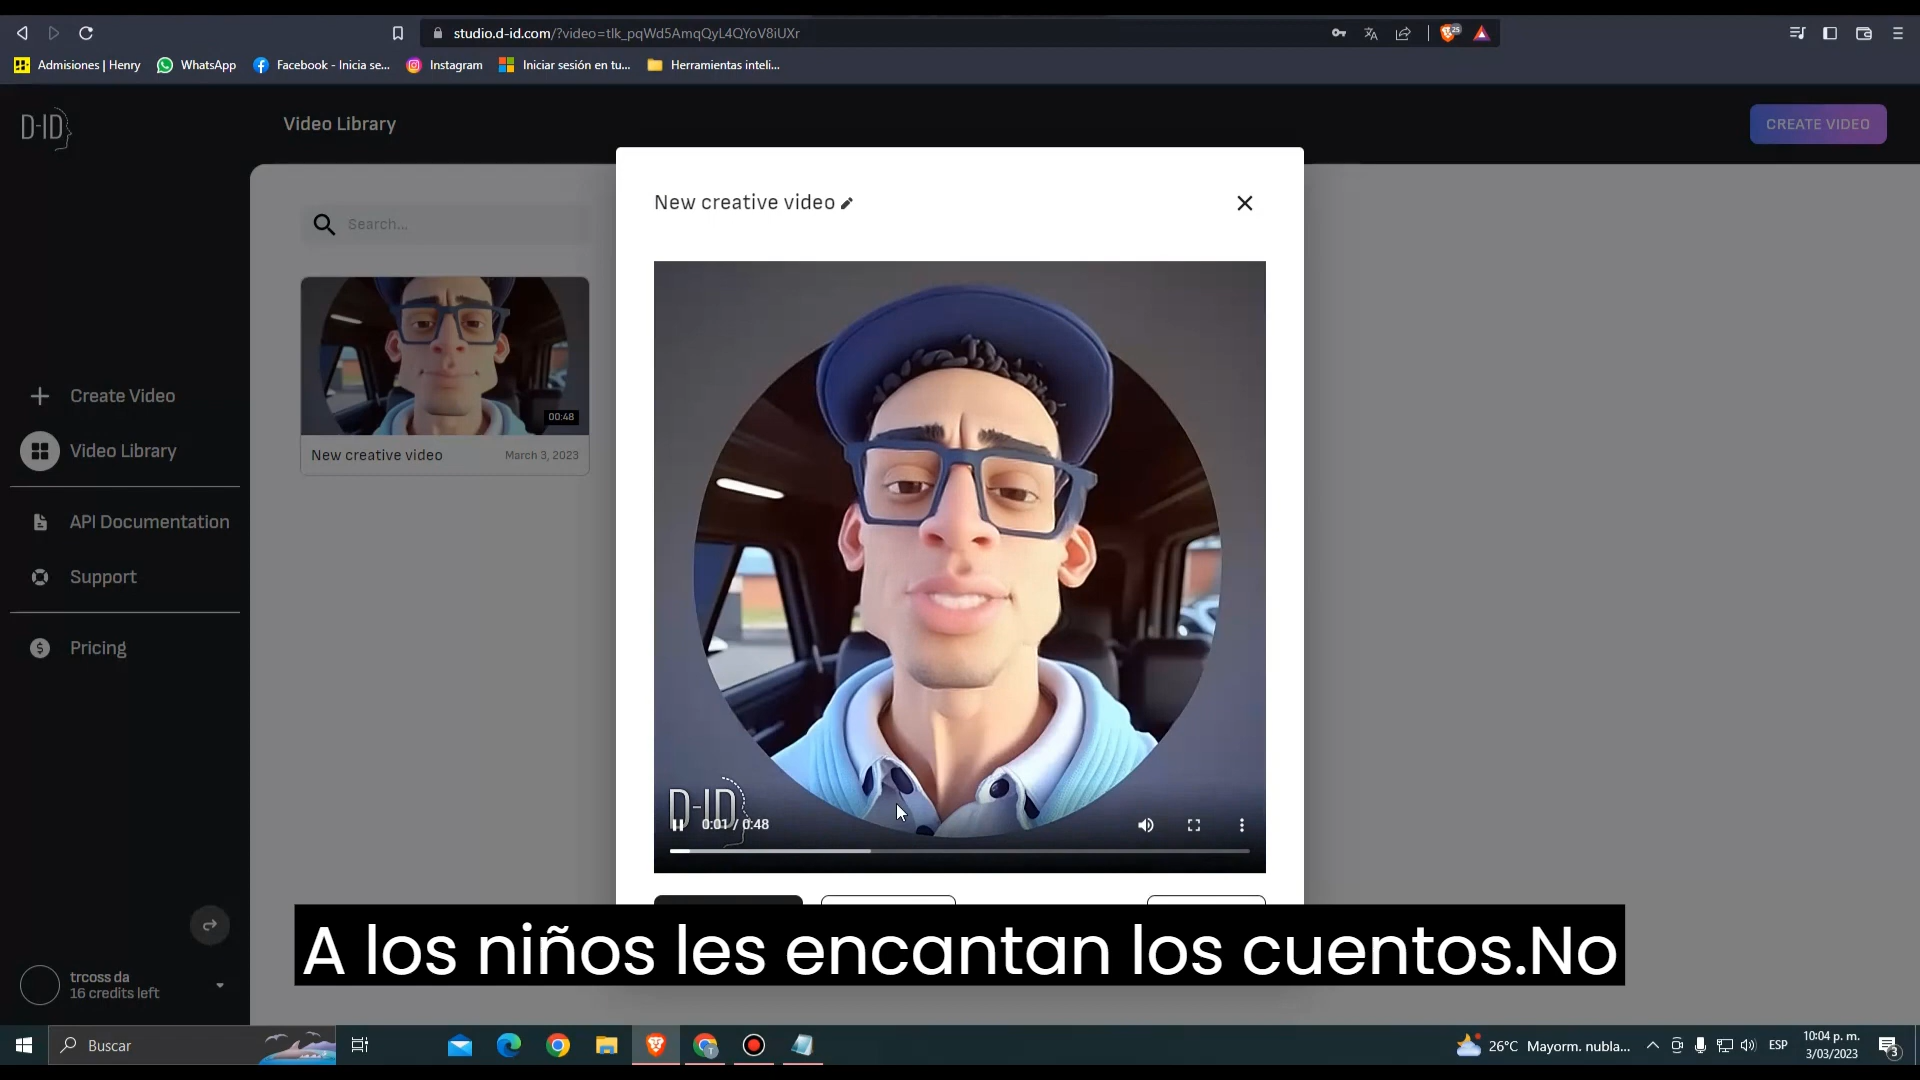 studio.d-id.com/?video=tlk_pqWd5AmqQyL4QYoV8iUXr
25
Admisiones | Henry
WhatsApp
Facebook - Inicia se...
Instagram
Iniciar sesión en tu...
Herramientas inteli...
D-ID
Video Library
CREATE VIDEO
New creative video
Search...
00:48
New creative video
March 3, 2023
Create Video
Video Library
API Documentation
Support
Pricing
D-ID
0:01 / 0:48
trcoss da
16 credits left
A los niños les encantan los cuentos.No
Buscar
26°C Mayorm. nubla...
ESP
10:04 p. m.
3/03/2023
3